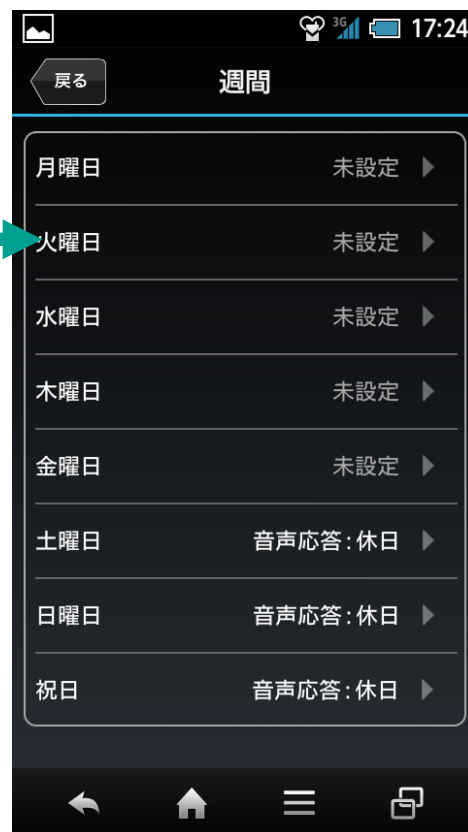 3G 17:24
戻る 週間
月曜日 未設定
火曜日 未設定
水曜日 未設定
木曜日 未設定
金曜日 未設定
土曜日 音声応答:休日
日曜日 音声応答:休日
祝日 音声応答:休日